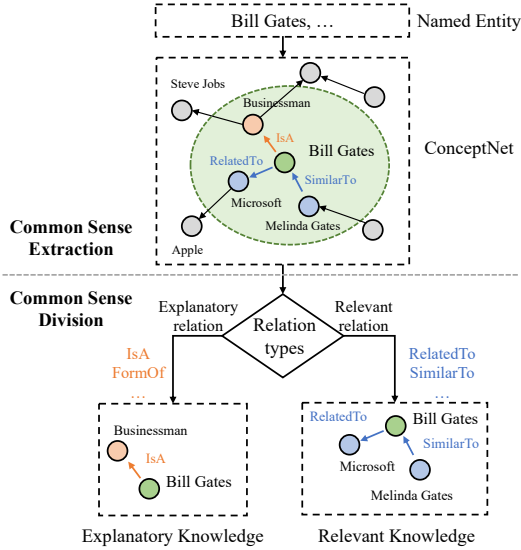 Bill Gates, …
Named Entity
Steve Jobs
Businessman
IsA
Bill Gates
ConceptNet
RelatedTo
SimilarTo
Microsoft
Melinda Gates
Apple
Common Sense
Extraction
Common Sense
Division
Explanatory
relation
Relation
types
Relevant
relation
IsA
FormOf
…
RelatedTo
SimilarTo
…
Businessman
IsA
Bill Gates
RelatedTo
Bill Gates
SimilarTo
Microsoft
Melinda Gates
Explanatory Knowledge
Relevant Knowledge